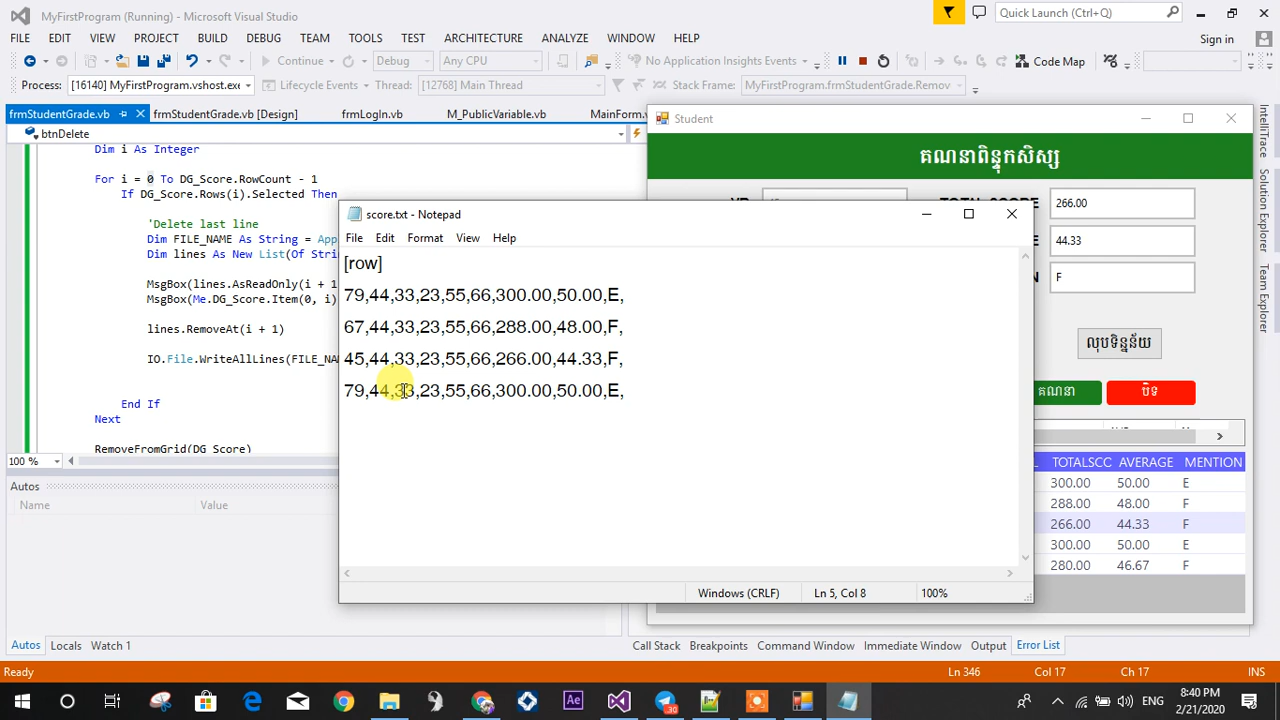 MyFirstProgram (Running) - Microsoft Visual Studio
Quick Launch (Ctrl+Q)
FILE EDIT VIEW PROJECT BUILD DEBUG TEAM TOOLS TEST ARCHITECTURE ANALYZE WINDOW HELP
Sign in
Continue Debug Any CPU No Application Insights Events Code Map
Process: [16140] MyFirstProgram.vshost.exe Lifecycle Events Thread: [12768] Main Thread Stack Frame: MyFirstProgram.frmStudentGrade.Remov
frmStudentGrade.vb frmStudentGrade.vb [Design] frmLogIn.vb M_PublicVariable.vb MainForm.
btnDelete
Dim i As Integer
For i = 0 To DG_Score.RowCount - 1
If DG_Score.Rows(i).Selected Then
'Delete last line
Dim FILE_NAME As String = App
Dim lines As New List(Of Stri
MsgBox(lines.AsReadOnly(i + 1
MsgBox(Me.DG_Score.Item(0, i)
lines.RemoveAt(i + 1)
IO.File.WriteAllLines(FILE_NA
End If
Next
RemoveFromGrid(DG_Score)
100 %
Autos
Name Value
Autos Locals Watch 1
Student
គណនាពិន្ទុកសិស្ស
266.00
44.33
F
លុបទិន្នន័យ
គណនា បិទ
TOTALSCC AVERAGE MENTION
300.00 50.00 E
288.00 48.00 F
266.00 44.33 F
300.00 50.00 E
280.00 46.67 F
score.txt - Notepad
File Edit Format View Help
[row]
79,44,33,23,55,66,300.00,50.00,E,
67,44,33,23,55,66,288.00,48.00,F,
45,44,33,23,55,66,266.00,44.33,F,
79,44,33,23,55,66,300.00,50.00,E,
Windows (CRLF) Ln 5, Col 8 100%
Call Stack Breakpoints Command Window Immediate Window Output Error List
IntelliTrace
Solution Explorer
Team Explorer
Ready Ln 346 Col 17 Ch 17 INS
30
ENG
8:40 PM
2/21/2020